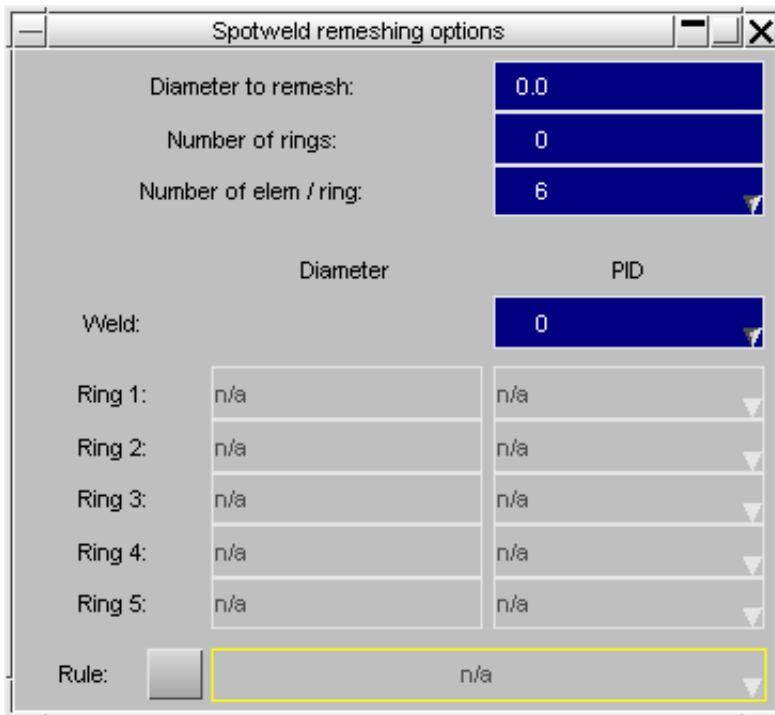 Spotweld remeshing options
Diameter to remesh: 0.0
Number of rings: 0
Number of elem / ring: 6
Diameter PID
Weld: 0
Ring 1: n/a n/a
Ring 2: n/a n/a
Ring 3: n/a n/a
Ring 4: n/a n/a
Ring 5: n/a n/a
Rule: n/a